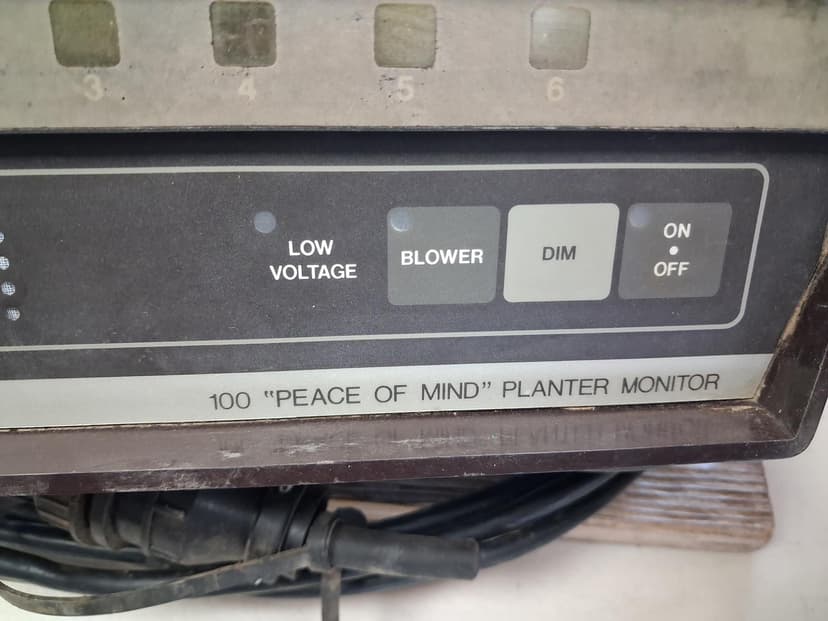 3 4 5 6
LOW
VOLTAGE
BLOWER
DIM
ON
OFF
100 "PEACE OF MIND" PLANTER MONITOR